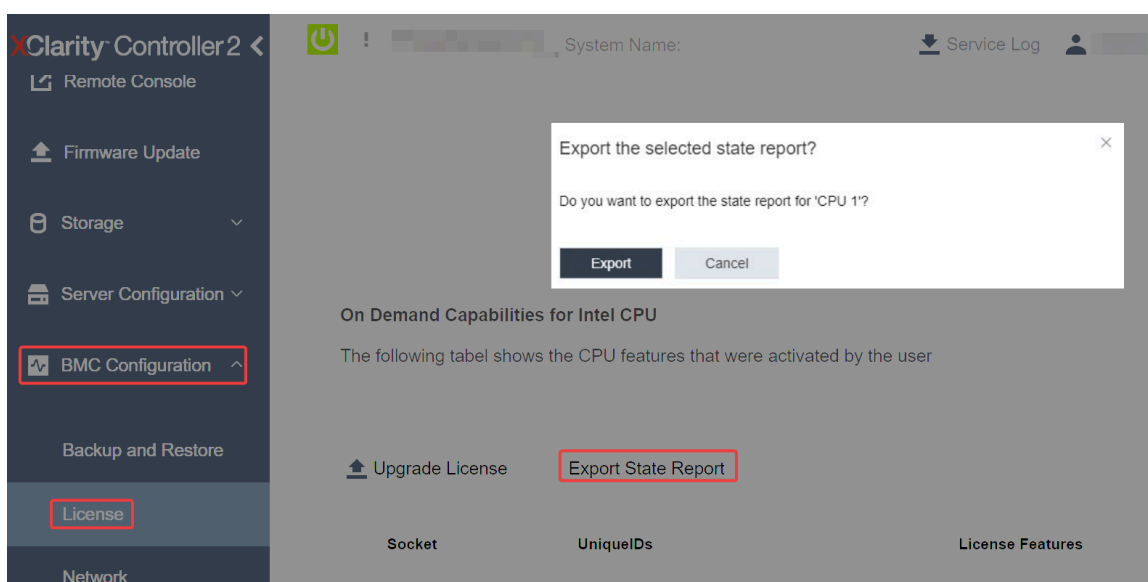 XClarity Controller 2
Remote Console
Firmware Update
Storage
Server Configuration
BMC Configuration
Backup and Restore
License
Network
System Name:
Service Log
Export the selected state report?
Do you want to export the state report for 'CPU 1'?
Export Cancel
On Demand Capabilities for Intel CPU
The following tabel shows the CPU features that were activated by the user
Upgrade License Export State Report
Socket UniqueIDs License Features